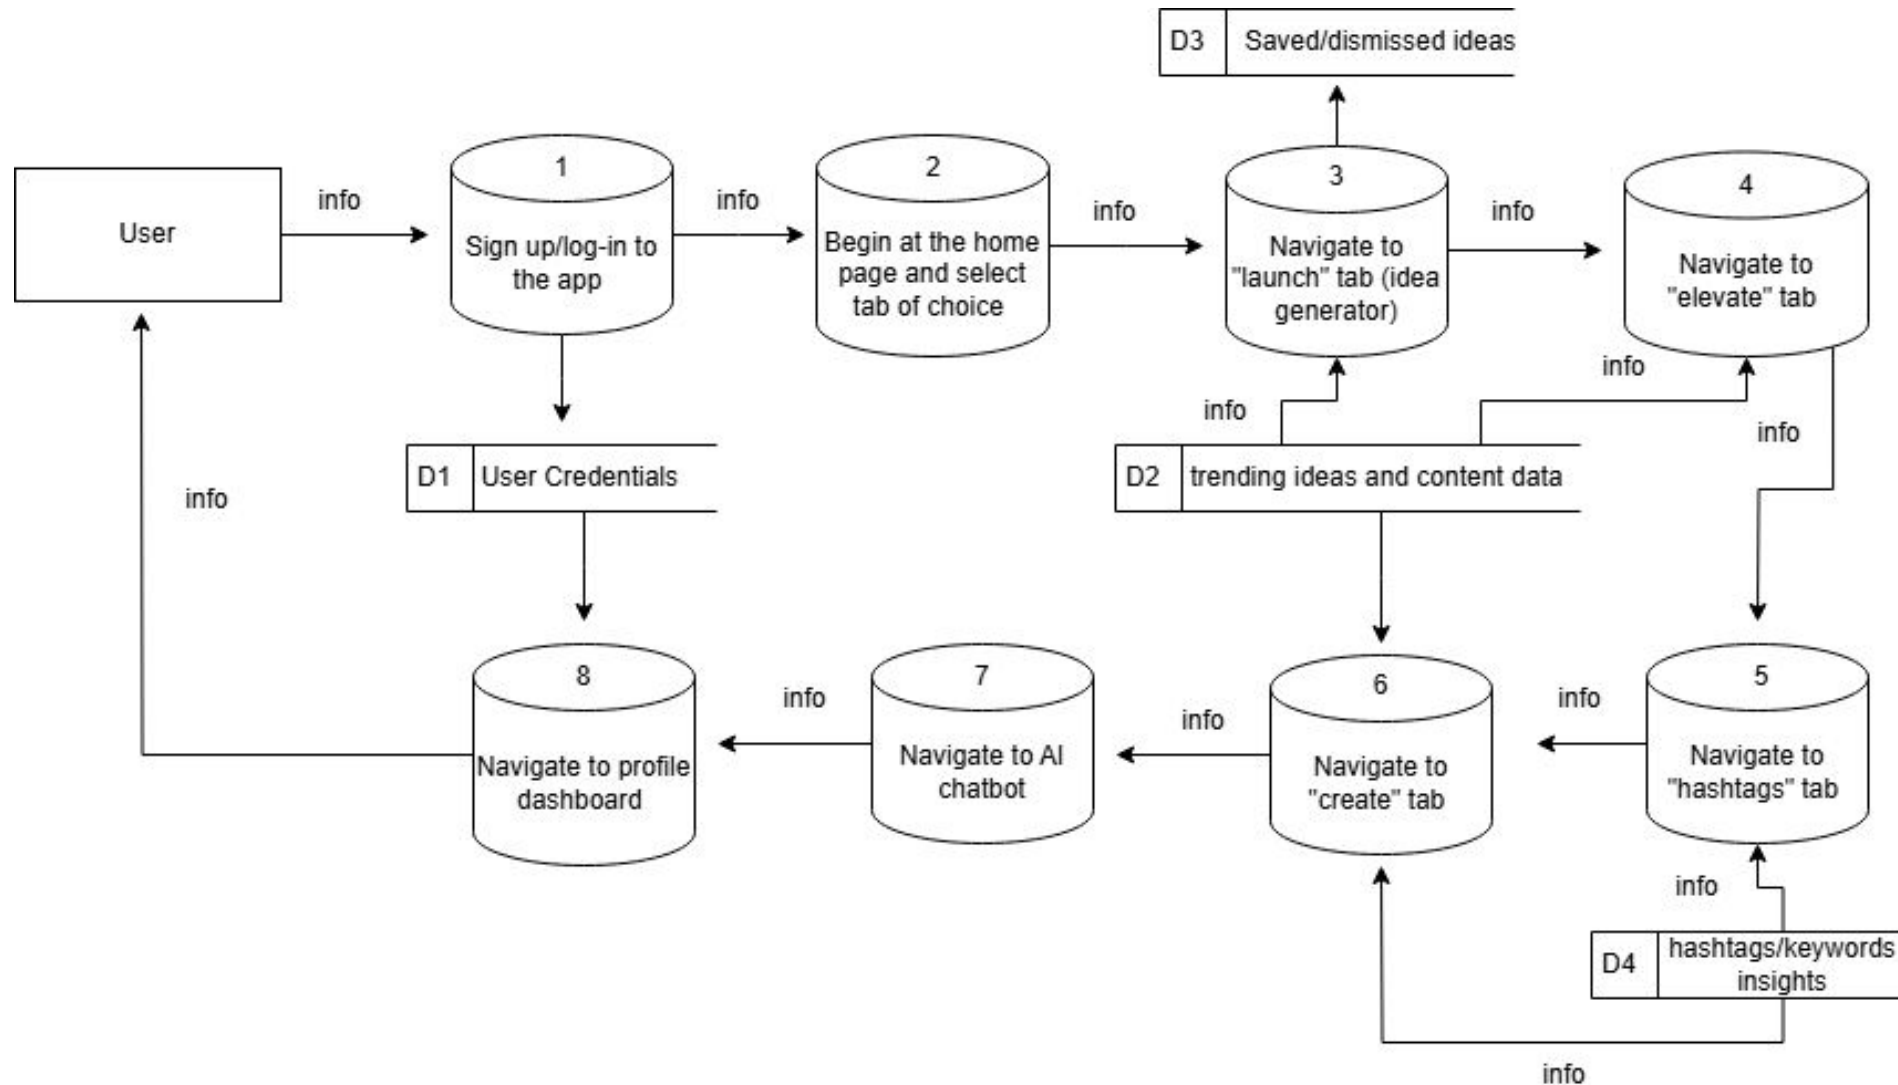 D3
Saved/dismissed ideas
User
info
1
Sign up/log-in to
the app
info
2
Begin at the home
page and select
tab of choice
info
3
Navigate to
"launch" tab (idea
generator)
info
4
Navigate to
"elevate" tab
info
info
info
D1
User Credentials
D2
trending ideas and content data
info
8
Navigate to profile
dashboard
info
7
Navigate to AI
chatbot
info
6
Navigate to
"create" tab
info
5
Navigate to
"hashtags" tab
info
D4
hashtags/keywords
insights
info